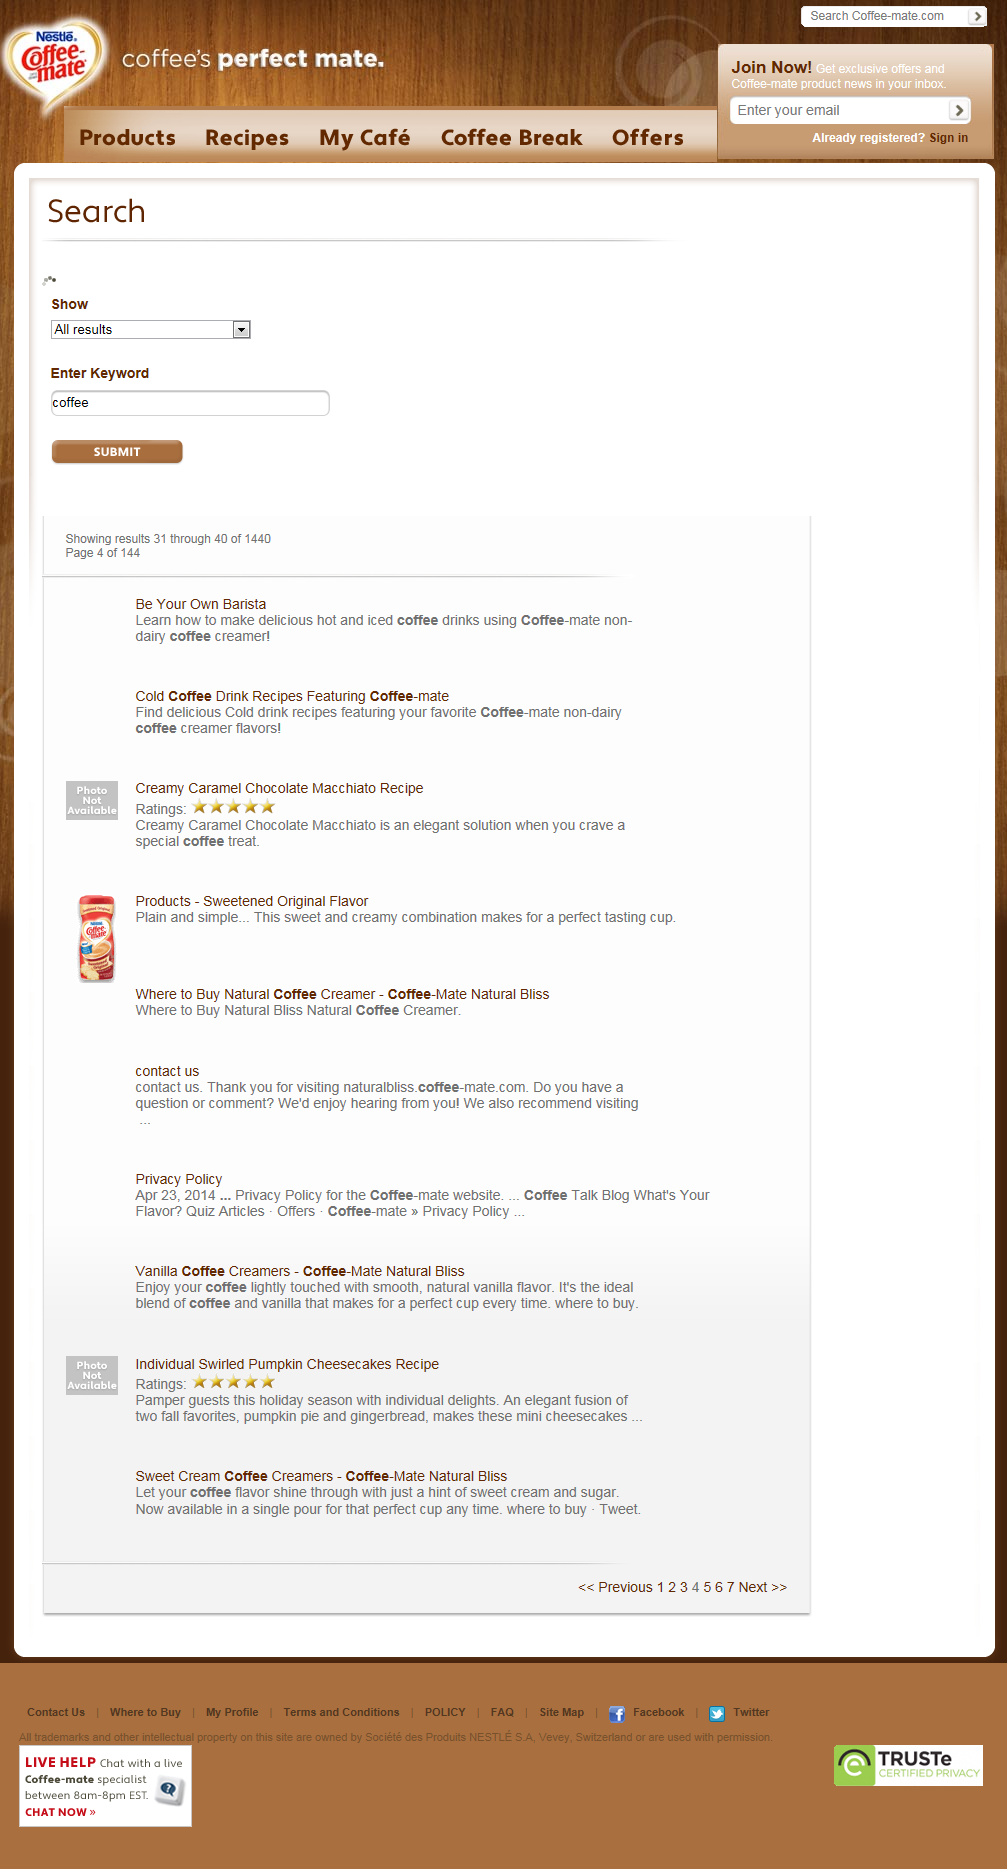 Search Coffee-mate.com
Nestlé
Coffee-
mate
coffee's perfect mate.
Join Now! Get exclusive offers and
Coffee-mate product news in your inbox.
Enter your email
Already registered? Sign in
Products Recipes My Café Coffee Break Offers
Search
Show
All results
Enter Keyword
coffee
SUBMIT
Showing results 31 through 40 of 1440
Page 4 of 144
Be Your Own Barista
Learn how to make delicious hot and iced coffee drinks using Coffee-mate non-
dairy coffee creamer!
Cold Coffee Drink Recipes Featuring Coffee-mate
Find delicious Cold drink recipes featuring your favorite Coffee-mate non-dairy
coffee creamer flavors!
Photo
Not
Available
Creamy Caramel Chocolate Macchiato Recipe
Ratings:
Creamy Caramel Chocolate Macchiato is an elegant solution when you crave a
special coffee treat.
Coffee-
mate
Products - Sweetened Original Flavor
Plain and simple... This sweet and creamy combination makes for a perfect tasting cup.
Where to Buy Natural Coffee Creamer - Coffee-Mate Natural Bliss
Where to Buy Natural Bliss Natural Coffee Creamer.
contact us
contact us. Thank you for visiting naturalbliss.coffee-mate.com. Do you have a
question or comment? We'd enjoy hearing from you! We also recommend visiting
...
Privacy Policy
Apr 23, 2014 ... Privacy Policy for the Coffee-mate website. ... Coffee Talk Blog What's Your
Flavor? Quiz Articles · Offers · Coffee-mate » Privacy Policy ...
Vanilla Coffee Creamers - Coffee-Mate Natural Bliss
Enjoy your coffee lightly touched with smooth, natural vanilla flavor. It's the ideal
blend of coffee and vanilla that makes for a perfect cup every time. where to buy.
Photo
Not
Available
Individual Swirled Pumpkin Cheesecakes Recipe
Ratings:
Pamper guests this holiday season with individual delights. An elegant fusion of
two fall favorites, pumpkin pie and gingerbread, makes these mini cheesecakes ...
Sweet Cream Coffee Creamers - Coffee-Mate Natural Bliss
Let your coffee flavor shine through with just a hint of sweet cream and sugar.
Now available in a single pour for that perfect cup any time. where to buy · Tweet.
<< Previous 1 2 3 4 5 6 7 Next >>
Contact Us | Where to Buy | My Profile | Terms and Conditions | POLICY | FAQ | Site Map | Facebook | Twitter
All trademarks and other intellectual property on this site are owned by Société des Produits NESTLÉ S.A, Vevey, Switzerland or are used with permission.
LIVE HELP Chat with a live
Coffee-mate specialist
between 8am-8pm EST.
CHAT NOW »
TRUSTe
CERTIFIED PRIVACY